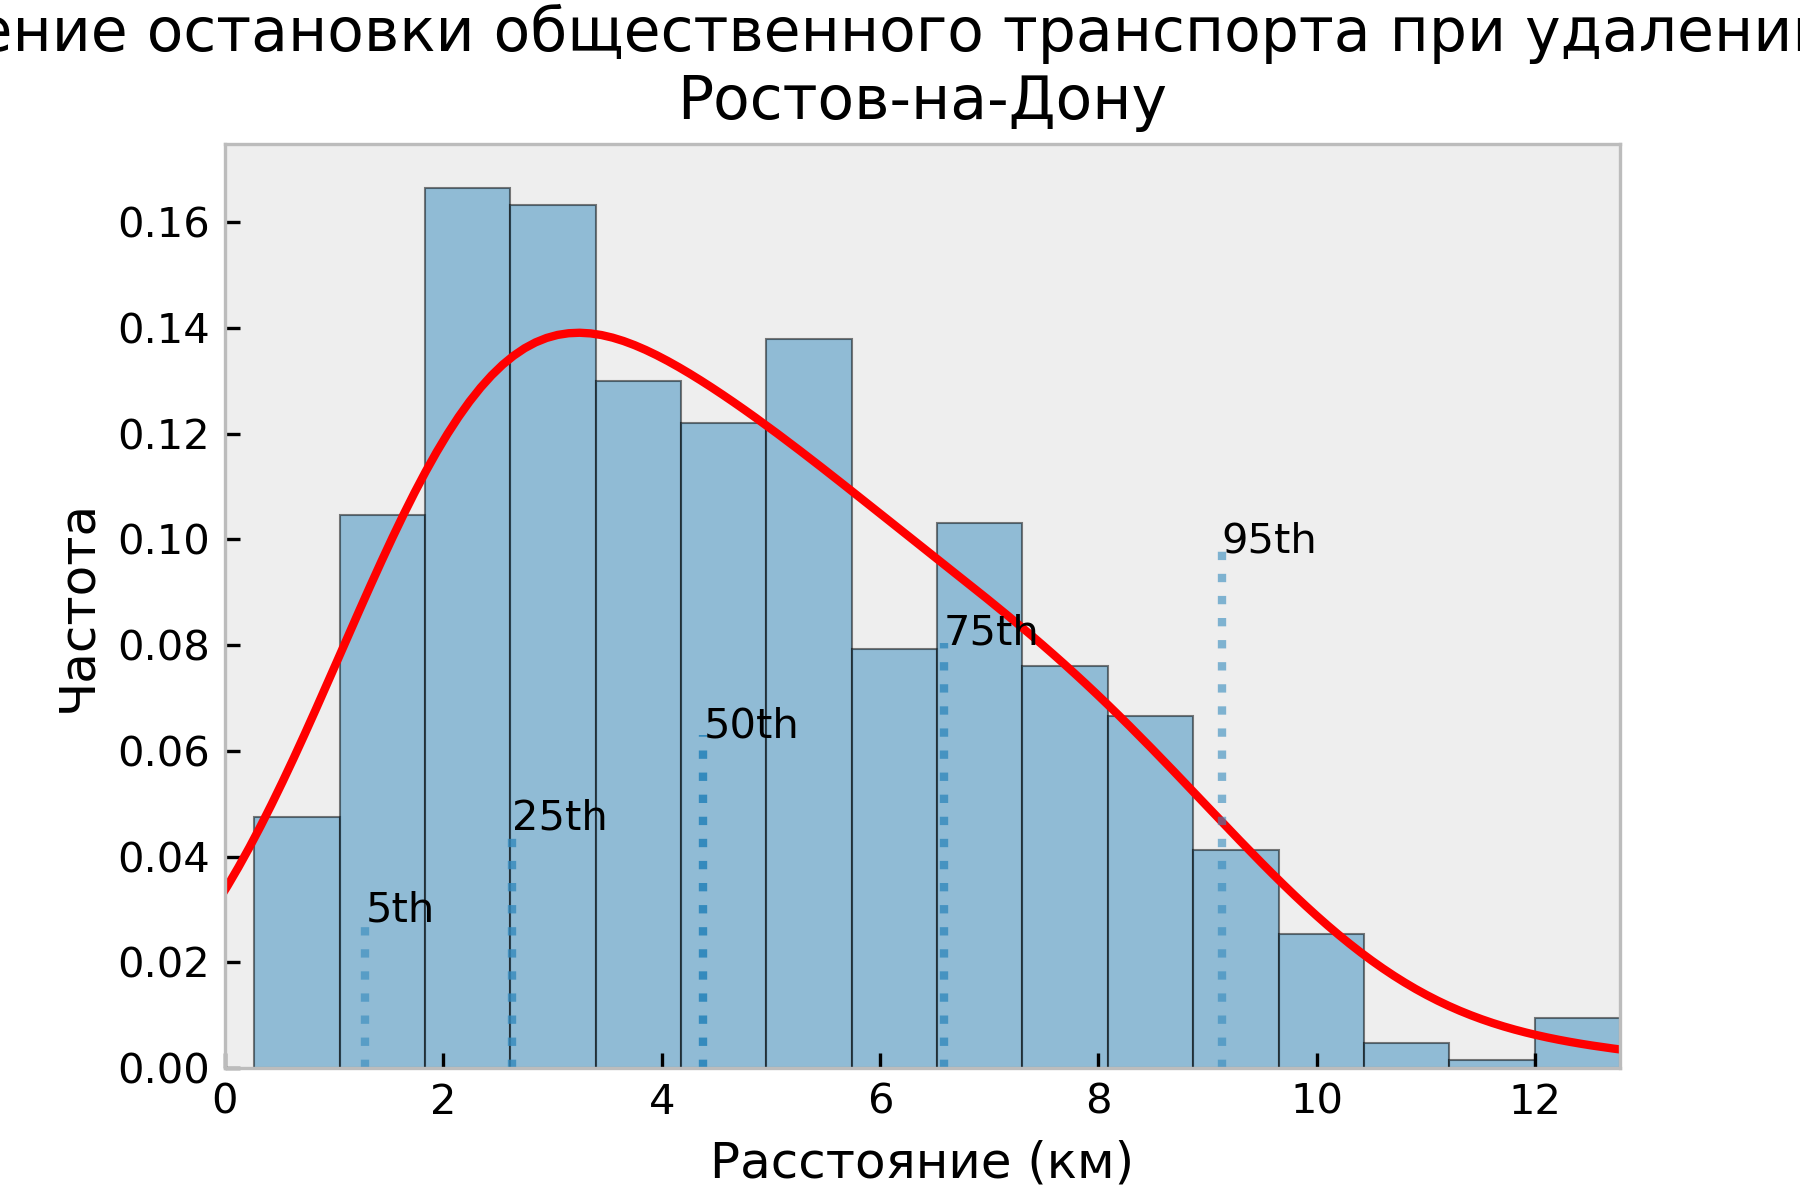 ение остановки общественного транспорта при удалени
Ростов-на-Дону
0.16
0.14
0.12
0.10
0.08
0.06
0.04
0.02
0.00
Частота
5th
25th
50th
75th
95th
0 2 4 6 8 10 12
Расстояние (км)